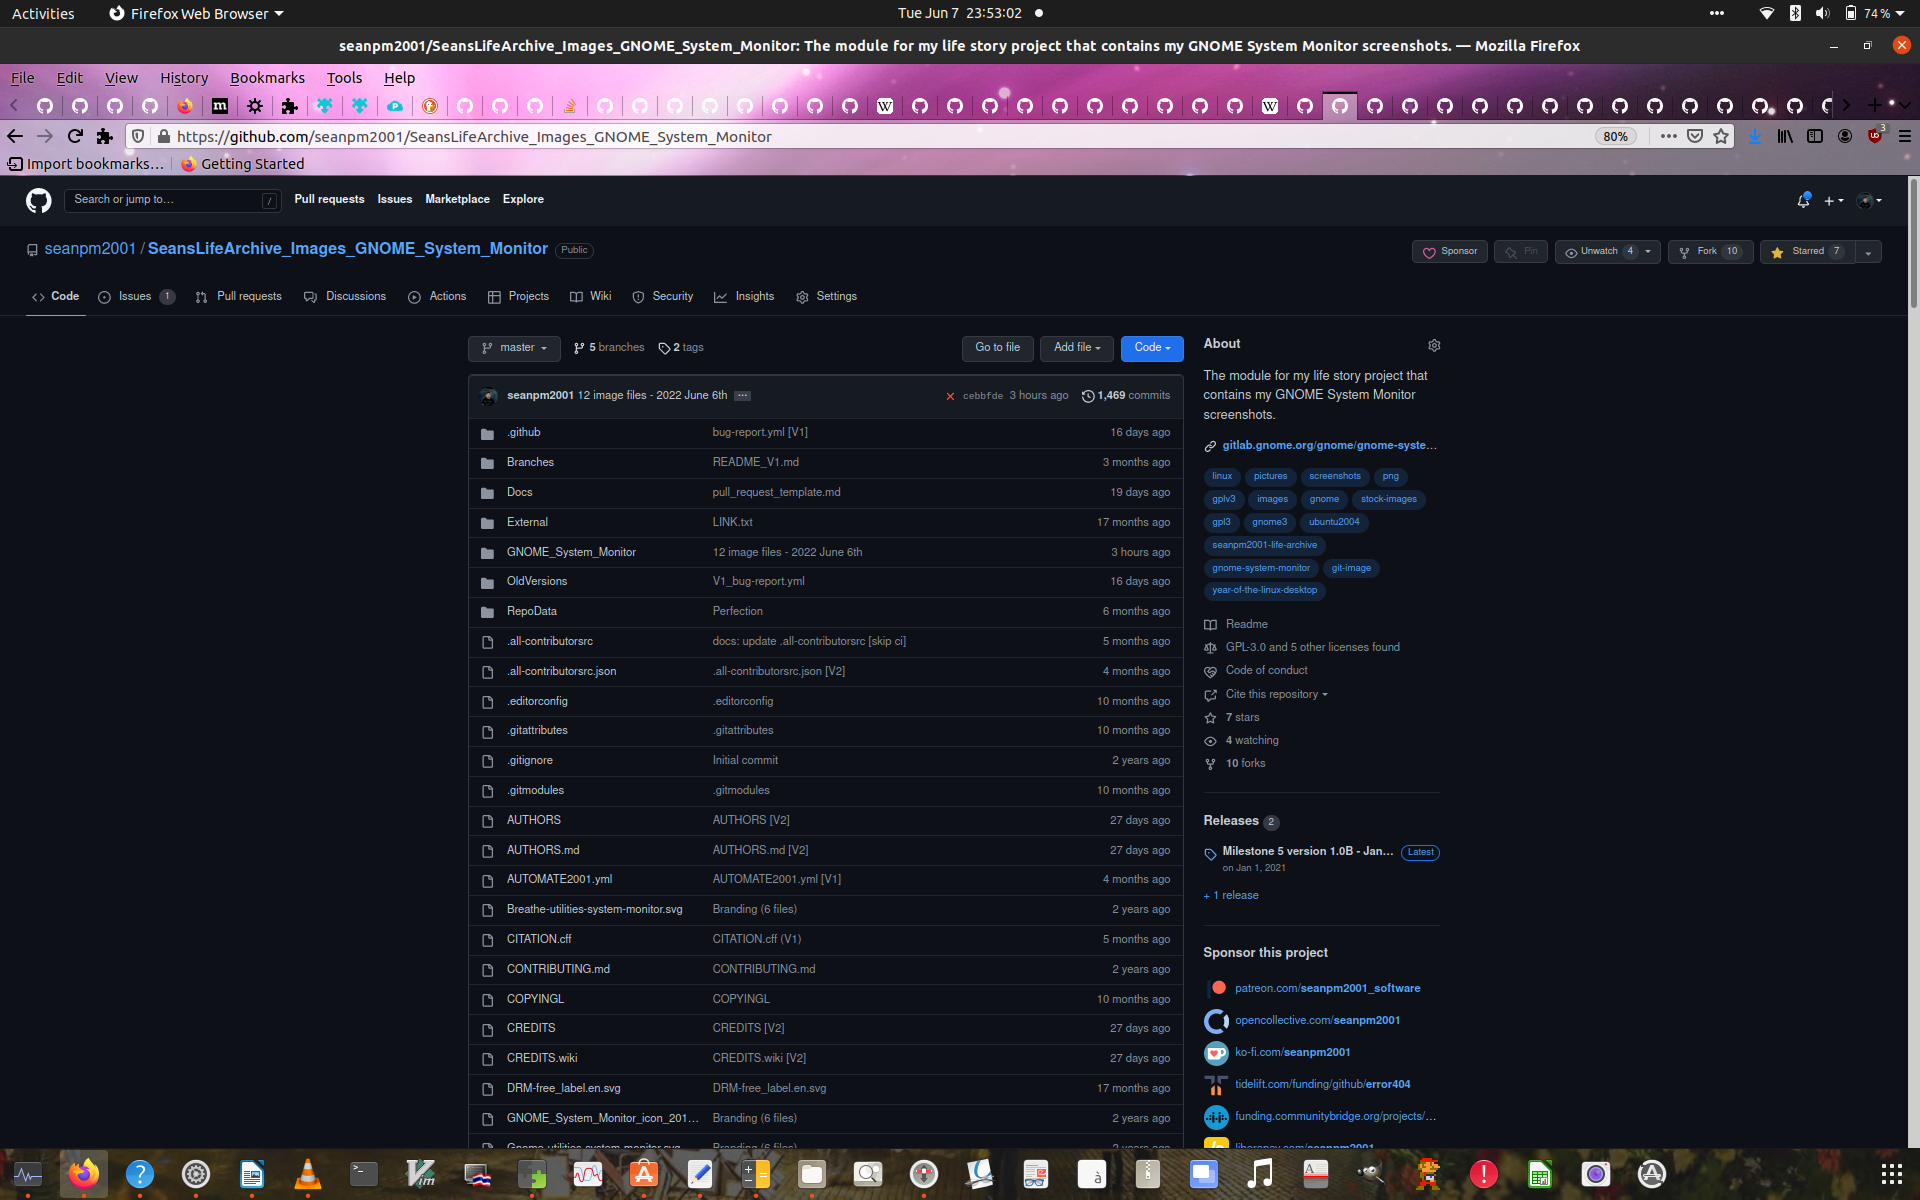 Activities Firefox Web Browser Tue Jun 7 23:53:02 74 %
seanpm2001/SeansLifeArchive_Images_GNOME_System_Monitor: The module for my life story project that contains my GNOME System Monitor screenshots. — Mozilla Firefox
File Edit View History Bookmarks Tools Help
https://github.com/seanpm2001/SeansLifeArchive_Images_GNOME_System_Monitor 80% 3
Import bookmarks… Getting Started
Search or jump to… / Pull requests Issues Marketplace Explore
seanpm2001 / SeansLifeArchive_Images_GNOME_System_Monitor Public Sponsor Pin Unwatch 4 Fork 10 Starred 7
Code Issues 1 Pull requests Discussions Actions Projects Wiki Security Insights Settings
master 5 branches 2 tags Go to file Add file Code
seanpm2001 12 image files - 2022 June 6th … cebbfde 3 hours ago 1,469 commits
.github bug-report.yml [V1] 16 days ago
Branches README_V1.md 3 months ago
Docs pull_request_template.md 19 days ago
External LINK.txt 17 months ago
GNOME_System_Monitor 12 image files - 2022 June 6th 3 hours ago
OldVersions V1_bug-report.yml 16 days ago
RepoData Perfection 6 months ago
.all-contributorsrc docs: update .all-contributorsrc [skip ci] 5 months ago
.all-contributorsrc.json .all-contributorsrc.json [V2] 4 months ago
.editorconfig .editorconfig 10 months ago
.gitattributes .gitattributes 10 months ago
.gitignore Initial commit 2 years ago
.gitmodules .gitmodules 10 months ago
AUTHORS AUTHORS [V2] 27 days ago
AUTHORS.md AUTHORS.md [V2] 27 days ago
AUTOMATE2001.yml AUTOMATE2001.yml [V1] 4 months ago
Breathe-utilities-system-monitor.svg Branding (6 files) 2 years ago
CITATION.cff CITATION.cff (V1) 5 months ago
CONTRIBUTING.md CONTRIBUTING.md 2 years ago
COPYINGL COPYINGL 10 months ago
CREDITS CREDITS [V2] 27 days ago
CREDITS.wiki CREDITS.wiki [V2] 27 days ago
DRM-free_label.en.svg DRM-free_label.en.svg 17 months ago
GNOME_System_Monitor_icon_201… Branding (6 files) 2 years ago
Gnome-utilities-system-monitor.svg Branding (6 files) 2 years ago
About
The module for my life story project that
contains my GNOME System Monitor
screenshots.
gitlab.gnome.org/gnome/gnome-syste…
linux pictures screenshots png
gplv3 images gnome stock-images
gpl3 gnome3 ubuntu2004
seanpm2001-life-archive
gnome-system-monitor git-image
year-of-the-linux-desktop
Readme
GPL-3.0 and 5 other licenses found
Code of conduct
Cite this repository
7 stars
4 watching
10 forks
Releases 2
Milestone 5 version 1.0B - Jan… Latest
on Jan 1, 2021
+ 1 release
Sponsor this project
patreon.com/seanpm2001_software
opencollective.com/seanpm2001
ko-fi.com/seanpm2001
tidelift.com/funding/github/error404
funding.communitybridge.org/projects/…
liberapay.com/seanpm2001